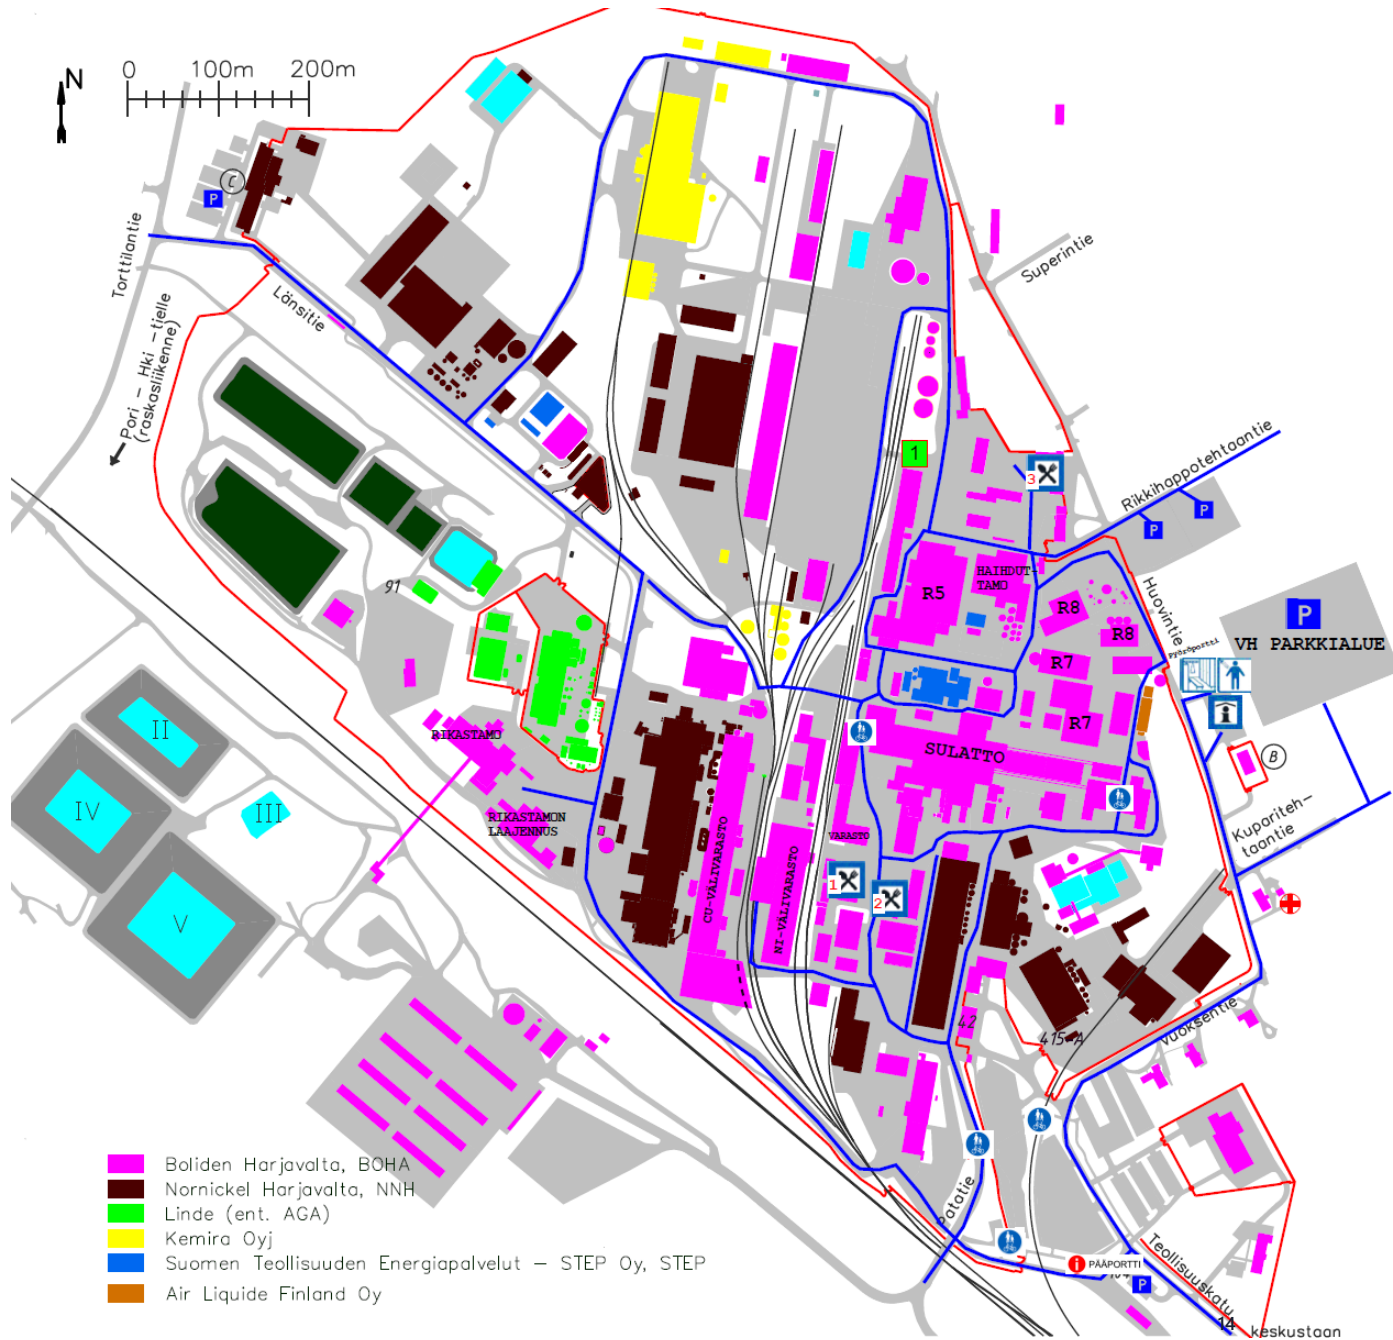 N
0 100m 200m
C
P
Torttilantie
Länsitie
Pori - Hki -tielle
(raskasliikenne)
Superintie
1
3
Rikkihappotehtaantie
P
P
HAIHDUT-
TAMO
R5
R8
R8
R7
R7
Huovintie
Pyöröportti
P
VH PARKKIALUE
91
II
IV
III
V
RIKASTAMO
RIKASTAMON
LAAJENNUS
SULATTO
B
Kupariteh-
taantie
CU-VÄLIVARASTO
NI-VÄLIVARASTO
VARASTO
1
2
42
415-A
Vuoksentie
Boliden Harjavalta, BOHA
Nornickel Harjavalta, NNH
Linde (ent. AGA)
Kemira Oyj
Suomen Teollisuuden Energiapalvelut - STEP Oy, STEP
Air Liquide Finland Oy
Patatie
i PÄÄPORTTI
P
Teollisuuskatu
14
keskustaan